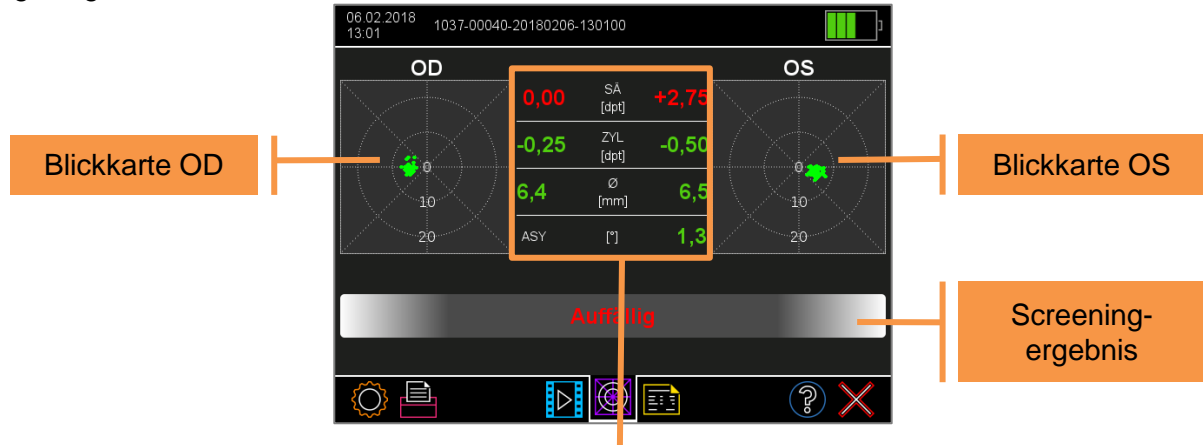 06.02.2018
13:01
1037-00040-20180206-130100
OD
OS
0,00 SÄ [dpt] +2,75
-0,25 ZYL [dpt] -0,50
6,4 Ø [mm] 6,5
ASY [°] 1,3
0
10
20
0
10
20
Blickkarte OD
Blickkarte OS
Auffällig
Screening-
ergebnis